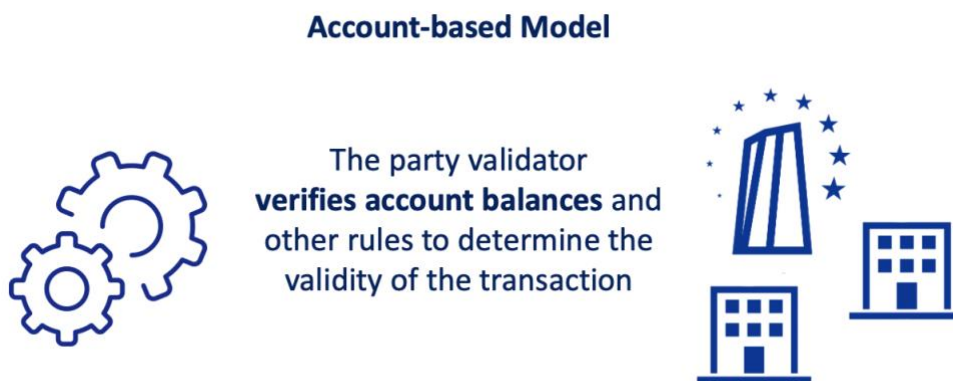 Account-based Model
The party validator
verifies account balances and
other rules to determine the
validity of the transaction